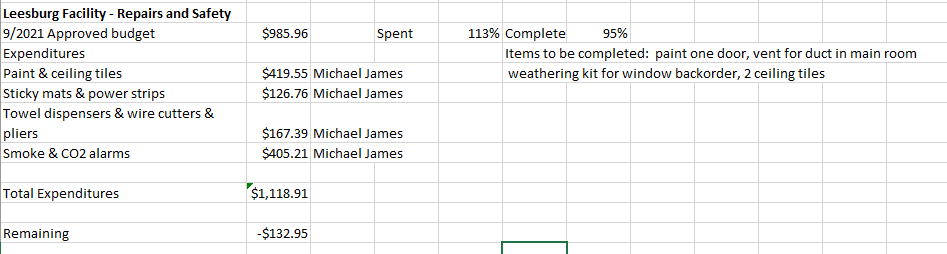 Leesburg Facility - Repairs and Safety
9/2021 Approved budget $985.96 Spent 113% Complete 95%
Expenditures Items to be completed: paint one door, vent for duct in main room
Paint & ceiling tiles $419.55 Michael James weathering kit for window backorder, 2 ceiling tiles
Sticky mats & power strips $126.76 Michael James
Towel dispensers & wire cutters &
pliers $167.39 Michael James
Smoke & CO2 alarms $405.21 Michael James
Total Expenditures $1,118.91
Remaining -$132.95